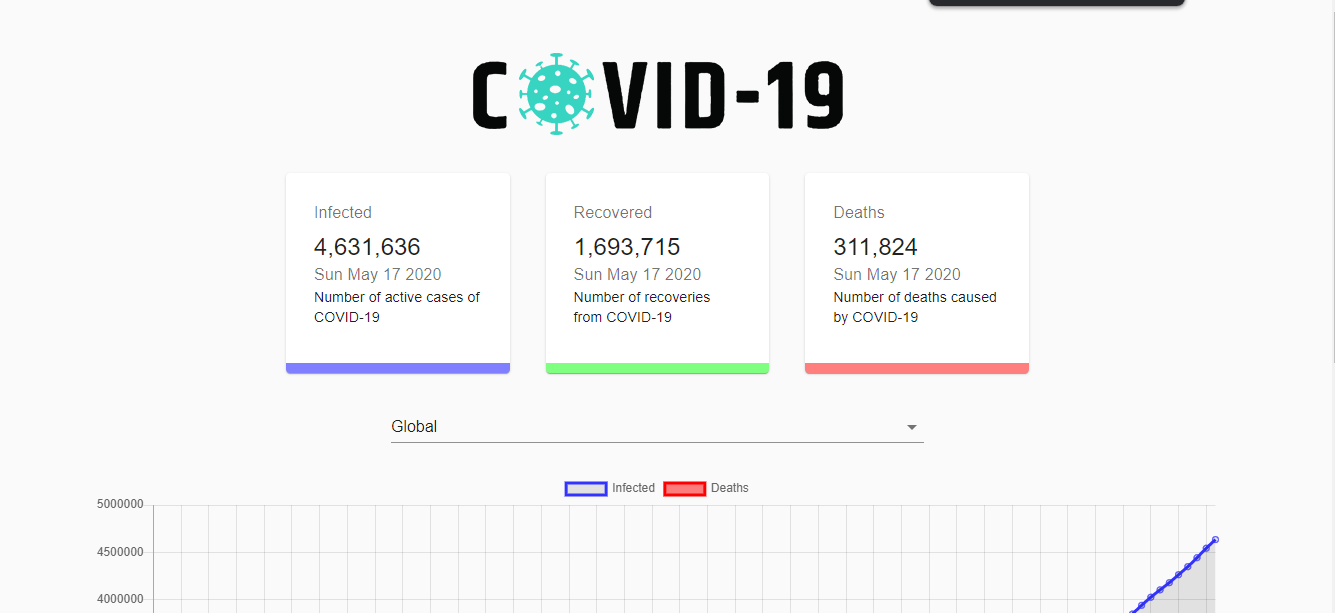 COVID-19
Infected
4,631,636
Sun May 17 2020
Number of active cases of
COVID-19
Recovered
1,693,715
Sun May 17 2020
Number of recoveries
from COVID-19
Deaths
311,824
Sun May 17 2020
Number of deaths caused
by COVID-19
Global
Infected Deaths
5000000
4500000
4000000